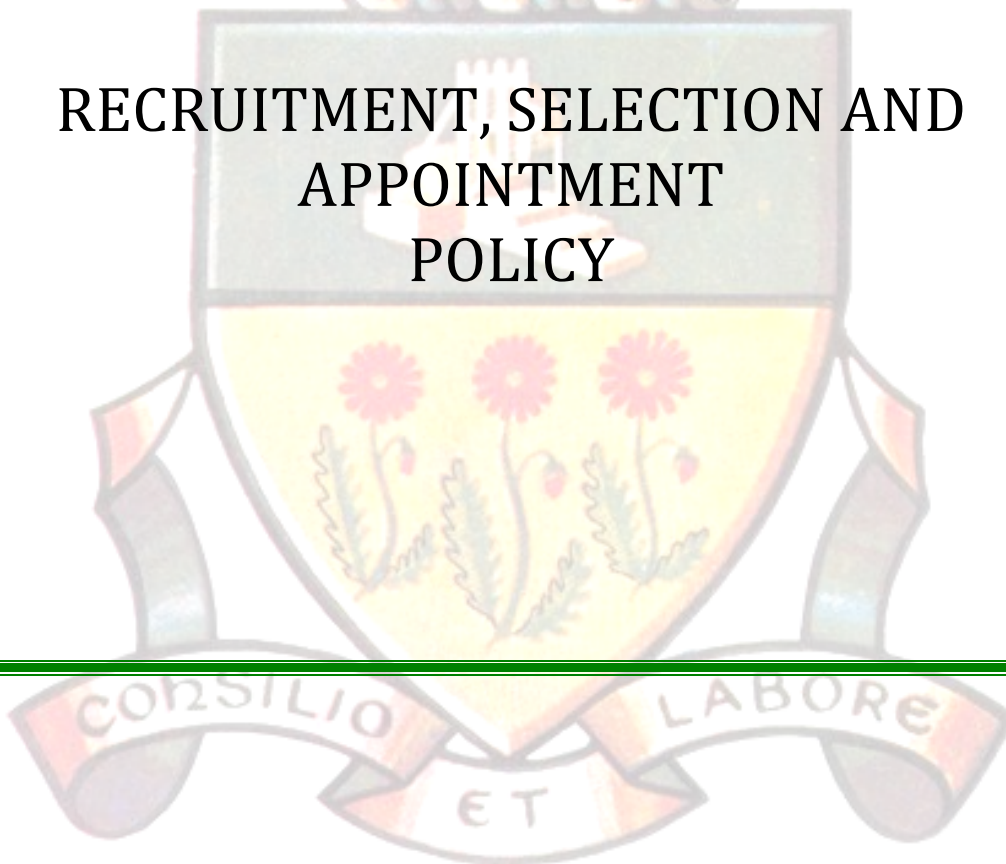 RECRUITMENT, SELECTION AND
APPOINTMENT
POLICY
CONSILIO
LABORE
ET